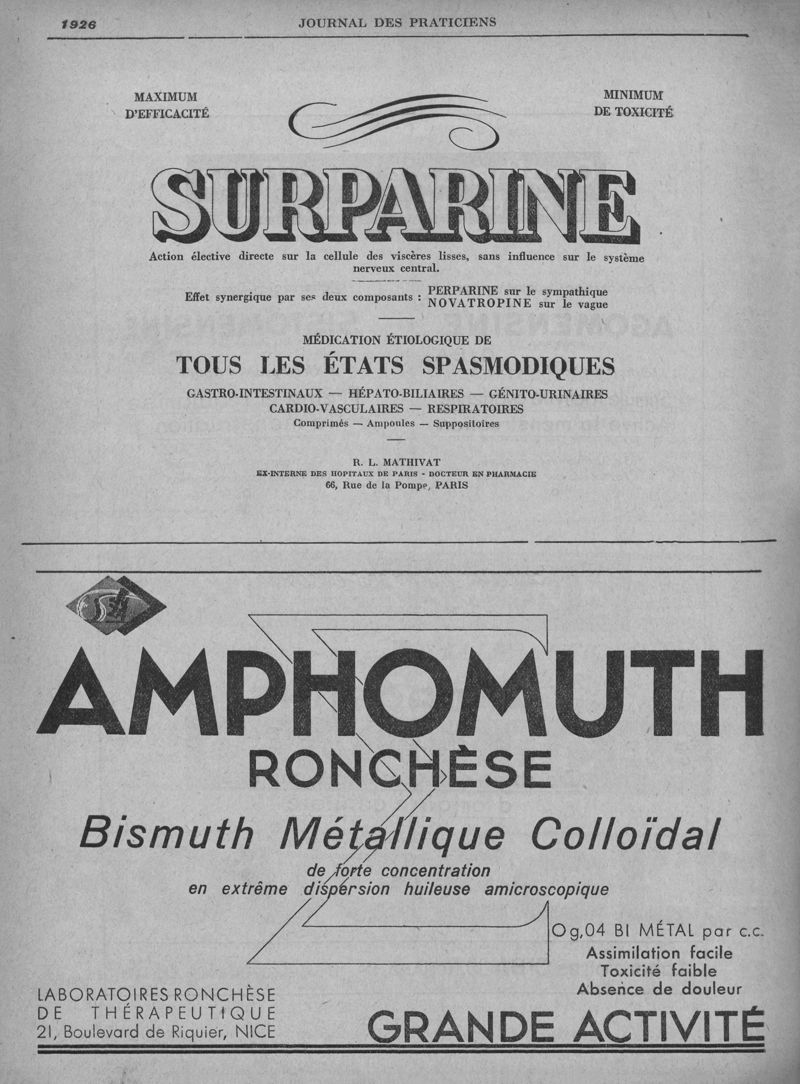 1926
JOURNAL DES PRATICIENS
MAXIMUM
D'EFFICACITÉ
MINIMUM
DE TOXICITÉ
SURPARINE
Action élective directe sur la cellule des viscères lisses, sans influence sur le système
nerveux central.
Effet synergique par ses deux composants :
PERPARINE sur le sympathique
NOVATROPINE sur le vague
MÉDICATION ÉTIOLOGIQUE DE
TOUS LES ÉTATS SPASMODIQUES
GASTRO-INTESTINAUX — HÉPATO-BILIAIRES — GÉNITO-URINAIRES
CARDIO-VASCULAIRES — RESPIRATOIRES
Comprimés — Ampoules — Suppositoires
R. L. MATHIVAT
EX-INTERNE DES HOPITAUX DE PARIS - DOCTEUR EN PHARMACIE
66, Rue de la Pompe, PARIS
AMPHOMUTH
RONCHÈSE
Bismuth Métallique Colloïdal
de forte concentration
en extrême dispersion huileuse amicroscopique
0g,04 BI MÉTAL par c.c.
Assimilation facile
Toxicité faible
Absence de douleur
LABORATOIRES RONCHÈSE
DE THÉRAPEUTIQUE
21, Boulevard de Riquier, NICE
GRANDE ACTIVITÉ